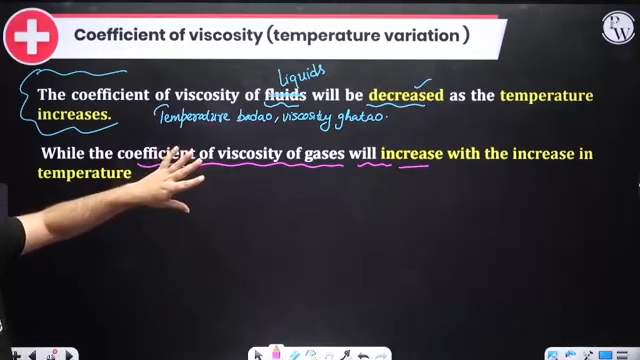 Coefficient of viscosity (temperature variation)
liquids
The coefficient of viscosity of fluids will be decreased as the temperature
increases. Temperature badao, viscosity ghatao.
While the coefficient of viscosity of gases will increase with the increase in
temperature